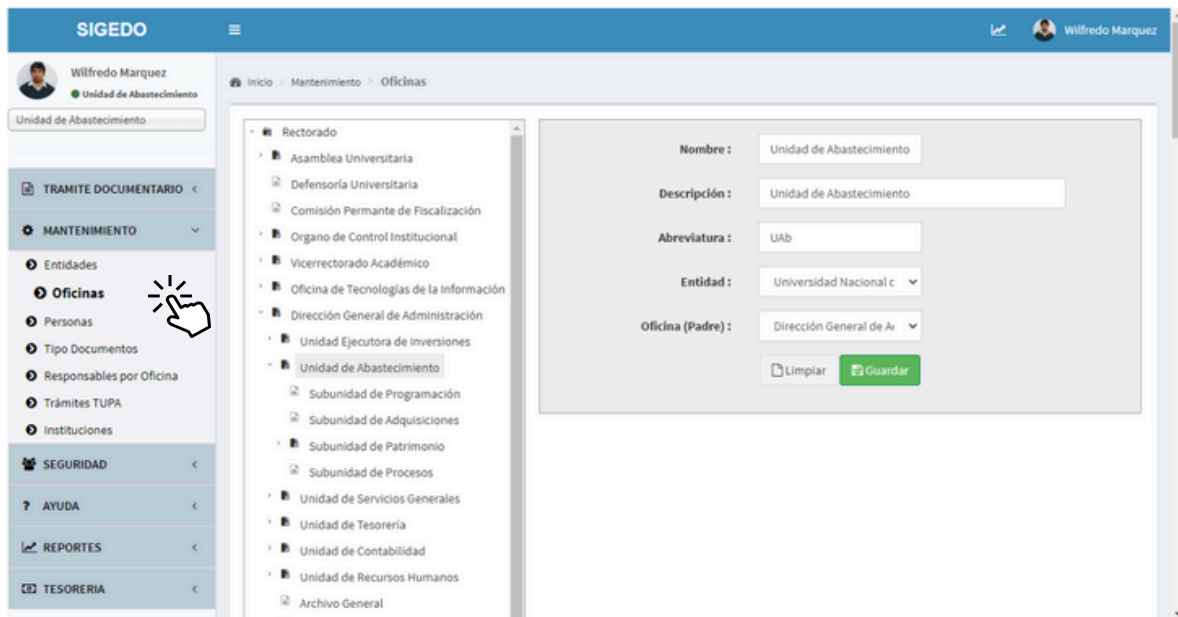 SIGEDO
Wilfredo Marquez
Wilfredo Marquez
Unidad de Abastecimiento
Unidad de Abastecimiento
TRAMITE DOCUMENTARIO
MANTENIMIENTO
Entidades
Oficinas
Personas
Tipo Documentos
Responsables por Oficina
Trámites TUPA
Instituciones
SEGURIDAD
? AYUDA
REPORTES
TESORERIA
Inicio > Mantenimiento > Oficinas
Rectorado
Asamblea Universitaria
Defensoría Universitaria
Comisión Permante de Fiscalización
Organo de Control Institucional
Vicerrectorado Académico
Oficina de Tecnologías de la Información
Dirección General de Administración
Unidad Ejecutora de Inversiones
Unidad de Abastecimiento
Subunidad de Programación
Subunidad de Adquisiciones
Subunidad de Patrimonio
Subunidad de Procesos
Unidad de Servicios Generales
Unidad de Tesorería
Unidad de Contabilidad
Unidad de Recursos Humanos
Archivo General
Nombre : Unidad de Abastecimiento
Descripción : Unidad de Abastecimiento
Abreviatura : UAb
Entidad : Universidad Nacional c
Oficina (Padre) : Dirección General de A
Limpiar Guardar